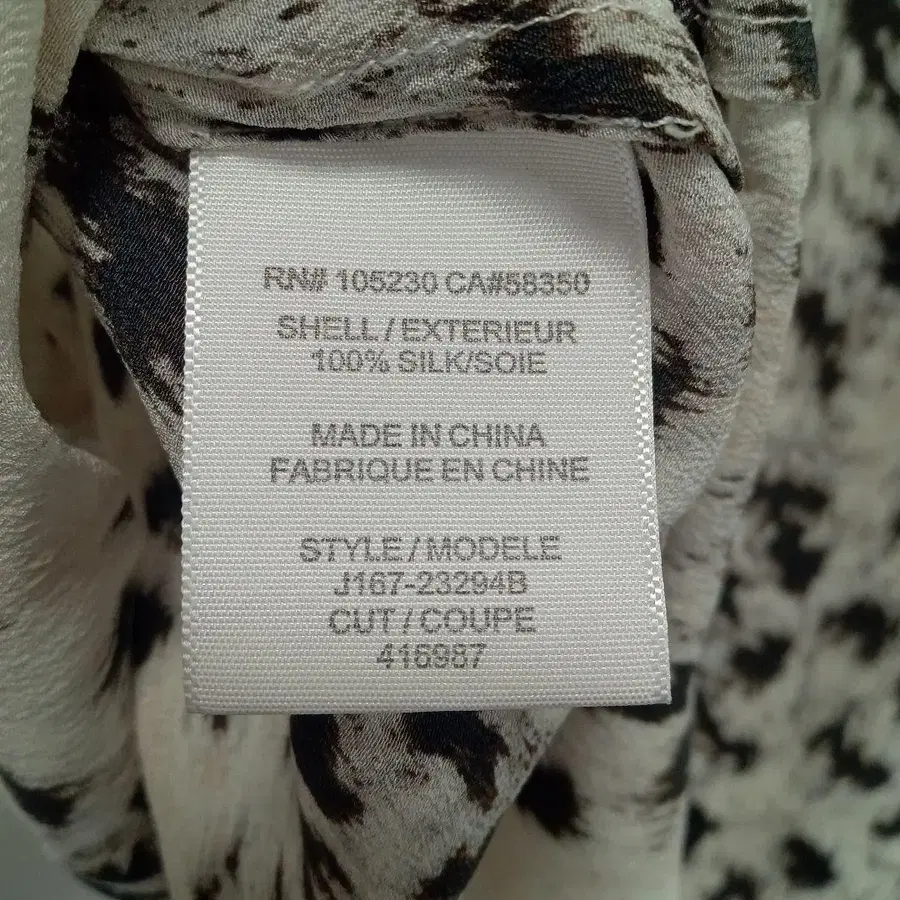 RN# 105230 CA#58350
SHELL / EXTERIEUR
100% SILK/SOIE
MADE IN CHINA
FABRIQUE EN CHINE
STYLE / MODELE
J167-23294B
CUT / COUPE
416987